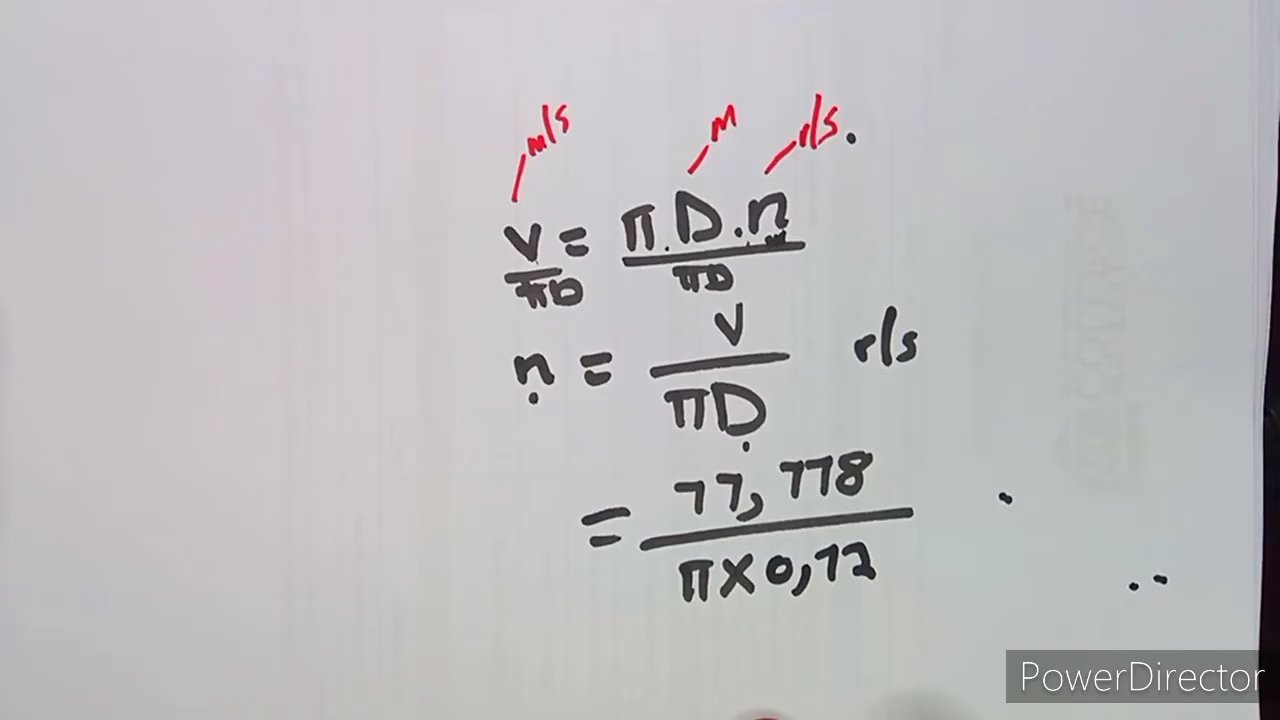 m/s M r/s.
V = π.D.n
πD πD
n = V r/s
πD
= 77,778
π×0,72
PowerDirector